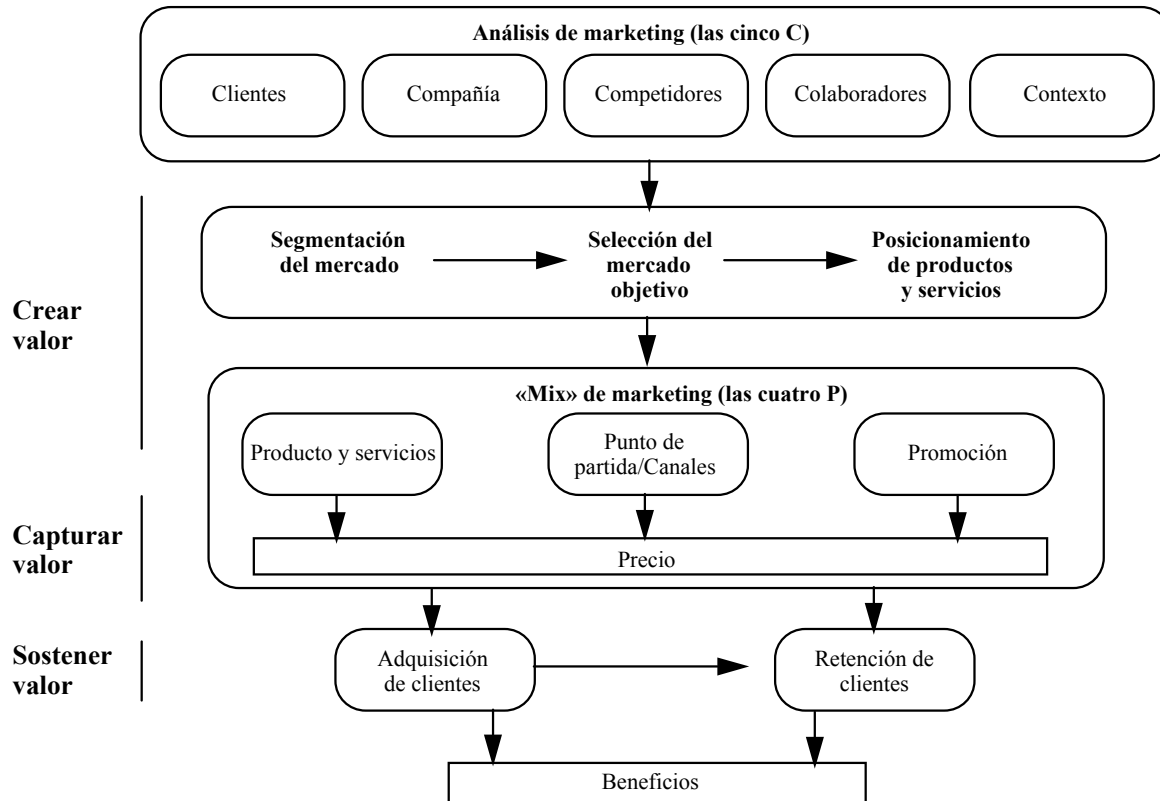 Análisis de marketing (las cinco C)
Clientes
Compañía
Competidores
Colaboradores
Contexto
Crear
valor
Segmentación
del mercado
Selección del
mercado
objetivo
Posicionamiento
de productos
y servicios
«Mix» de marketing (las cuatro P)
Producto y servicios
Punto de
partida/Canales
Promoción
Capturar
valor
Precio
Sostener
valor
Adquisición
de clientes
Retención de
clientes
Beneficios